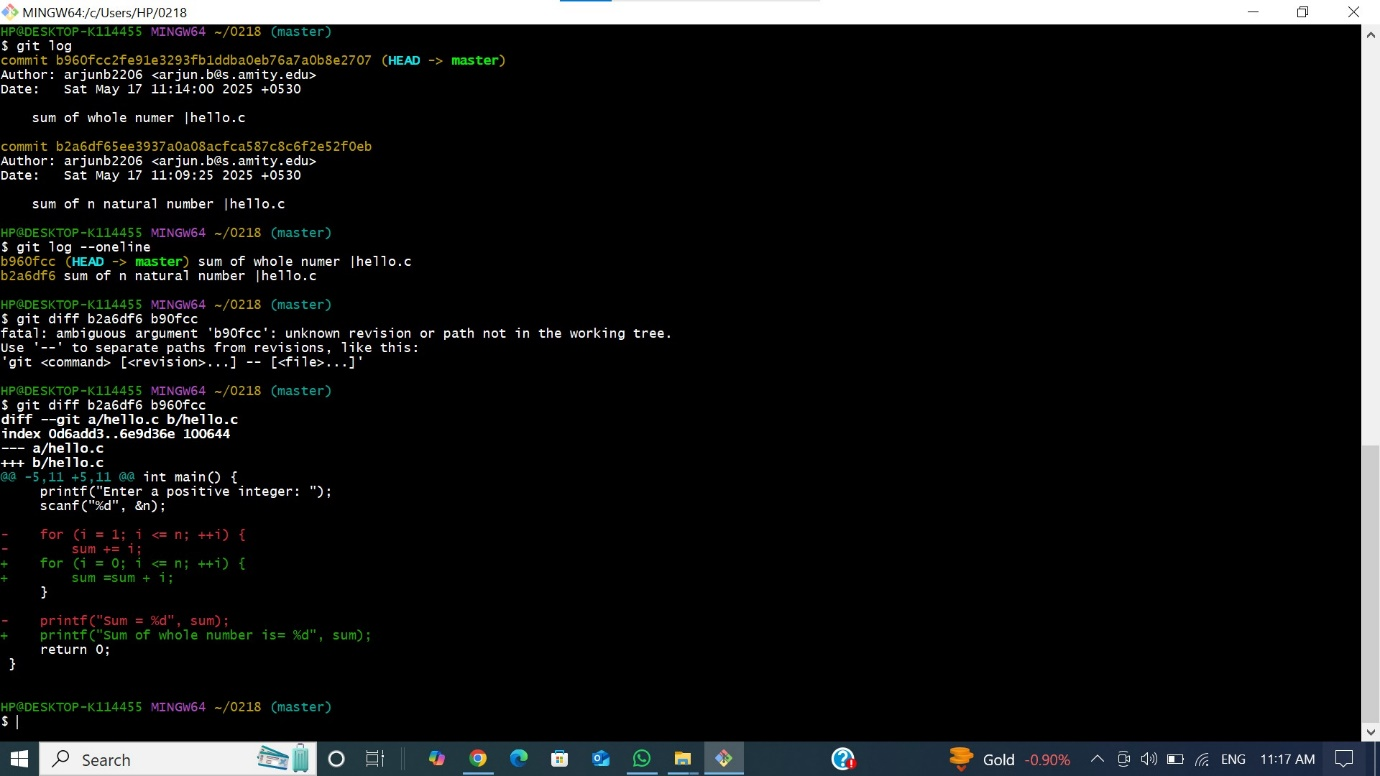 MINGW64:/c/Users/HP/0218
HP@DESKTOP-K114455 MINGW64 ~/0218 (master)
$ git log
commit b960fcc2fe91e3293fb1ddba0eb76a7a0b8e2707 (HEAD -> master)
Author: arjunb2206 <arjun.b@s.amity.edu>
Date:   Sat May 17 11:14:00 2025 +0530
    sum of whole numer |hello.c
commit b2a6df65ee3937a0a08acfca587c8c6f2e52f0eb
Author: arjunb2206 <arjun.b@s.amity.edu>
Date:   Sat May 17 11:09:25 2025 +0530
    sum of n natural number |hello.c
HP@DESKTOP-K114455 MINGW64 ~/0218 (master)
$ git log --oneline
b960fcc (HEAD -> master) sum of whole numer |hello.c
b2a6df6 sum of n natural number |hello.c
HP@DESKTOP-K114455 MINGW64 ~/0218 (master)
$ git diff b2a6df6 b90fcc
fatal: ambiguous argument 'b90fcc': unknown revision or path not in the working tree.
Use '--' to separate paths from revisions, like this:
'git <command> [<revision>...] -- [<file>...]'
HP@DESKTOP-K114455 MINGW64 ~/0218 (master)
$ git diff b2a6df6 b960fcc
diff --git a/hello.c b/hello.c
index 0d6add3..6e9d36e 100644
--- a/hello.c
+++ b/hello.c
@@ -5,11 +5,11 @@ int main() {
     printf("Enter a positive integer: ");
     scanf("%d", &n);
-    for (i = 1; i <= n; ++i) {
-        sum += i;
+    for (i = 0; i <= n; ++i) {
+        sum =sum + i;
     }
-    printf("Sum = %d", sum);
+    printf("Sum of whole number is= %d", sum);
     return 0;
 }
HP@DESKTOP-K114455 MINGW64 ~/0218 (master)
$
Search
Gold -0.90%
ENG
11:17 AM